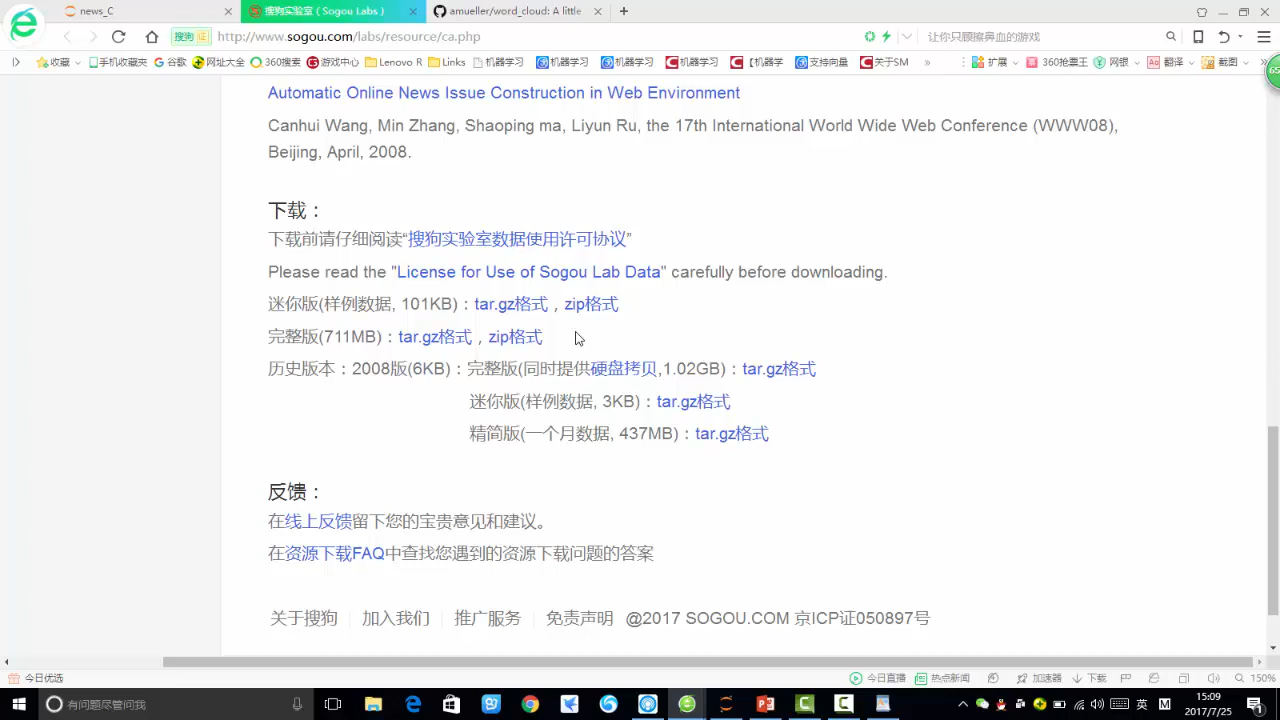 news_C
搜狗实验室（Sogou Labs）
amueller/word_cloud: A little
搜狗 证
http://www.sogou.com/labs/resource/ca.php
让你只顾擦鼻血的游戏
收藏 手机收藏夹 谷歌 网址大全 360搜索 游戏中心 Lenovo R Links 机器学习 机器学习 机器学习 机器学习 【机器学 支持向量 关于SM » 扩展 360抢票王 网银 翻译 截图 »
65
Automatic Online News Issue Construction in Web Environment
Canhui Wang, Min Zhang, Shaoping ma, Liyun Ru, the 17th International World Wide Web Conference (WWW08),
Beijing, April, 2008.
下载：
下载前请仔细阅读“搜狗实验室数据使用许可协议”
Please read the "License for Use of Sogou Lab Data" carefully before downloading.
迷你版(样例数据, 101KB)：tar.gz格式，zip格式
完整版(711MB)：tar.gz格式，zip格式
历史版本：2008版(6KB)：完整版(同时提供硬盘拷贝,1.02GB)：tar.gz格式
迷你版(样例数据, 3KB)：tar.gz格式
精简版(一个月数据, 437MB)：tar.gz格式
反馈：
在线上反馈留下您的宝贵意见和建议。
在资源下载FAQ中查找您遇到的资源下载问题的答案
关于搜狗 加入我们 推广服务 免责声明 @2017 SOGOU.COM 京ICP证050897号
今日优选 今日直播 热点新闻 加速器 下载 150%
有问题尽管问我
英 M 15:09
2017/7/25